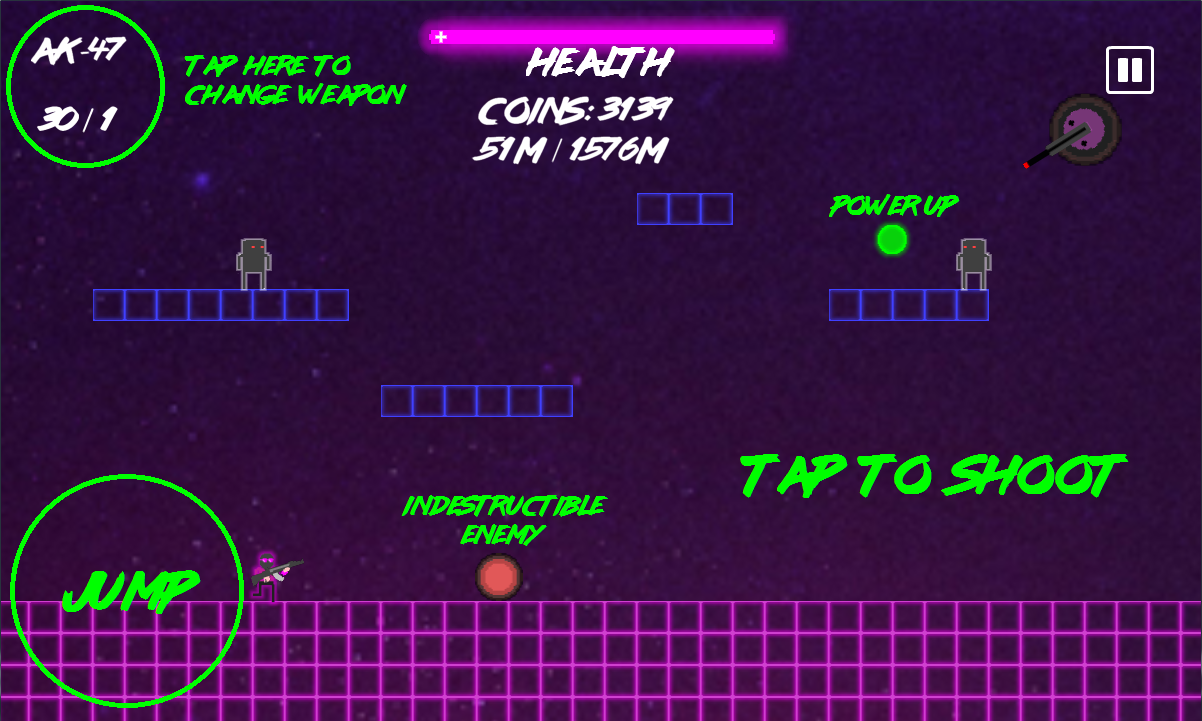 AK-47
30 / 1
TAP HERE TO
CHANGE WEAPON
HEALTH
COINS: 3139
51M / 1576M
POWER UP
TAP TO SHOOT
INDESTRUCTIBLE
ENEMY
JUMP